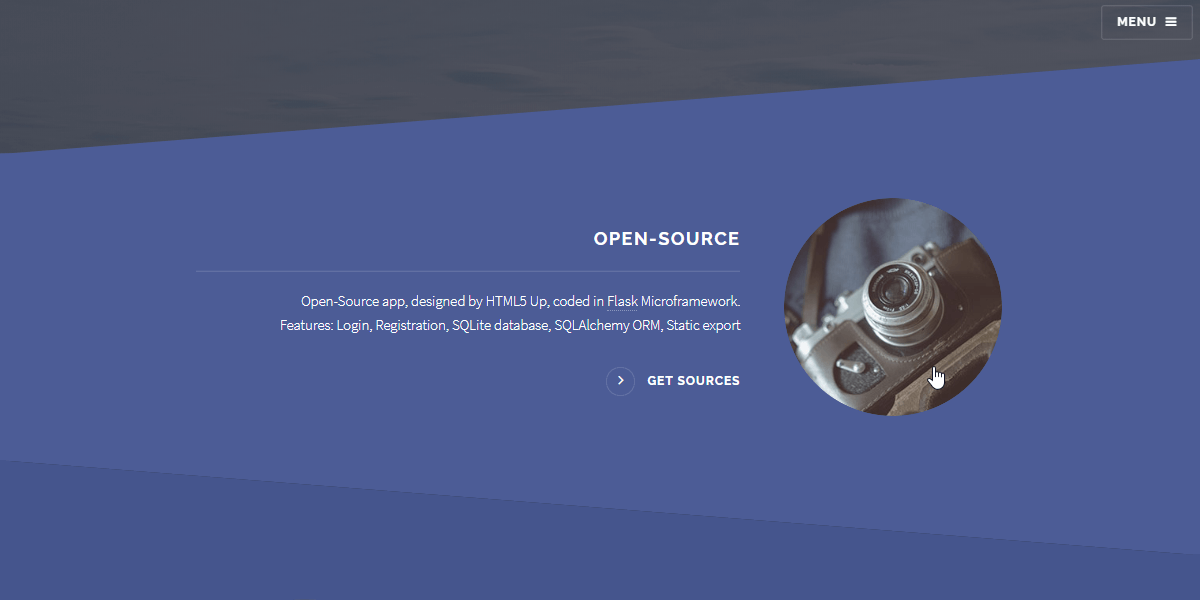 MENU
OPEN-SOURCE
Open-Source app, designed by HTML5 Up, coded in Flask Microframework.
Features: Login, Registration, SQLite database, SQLAlchemy ORM, Static export
GET SOURCES